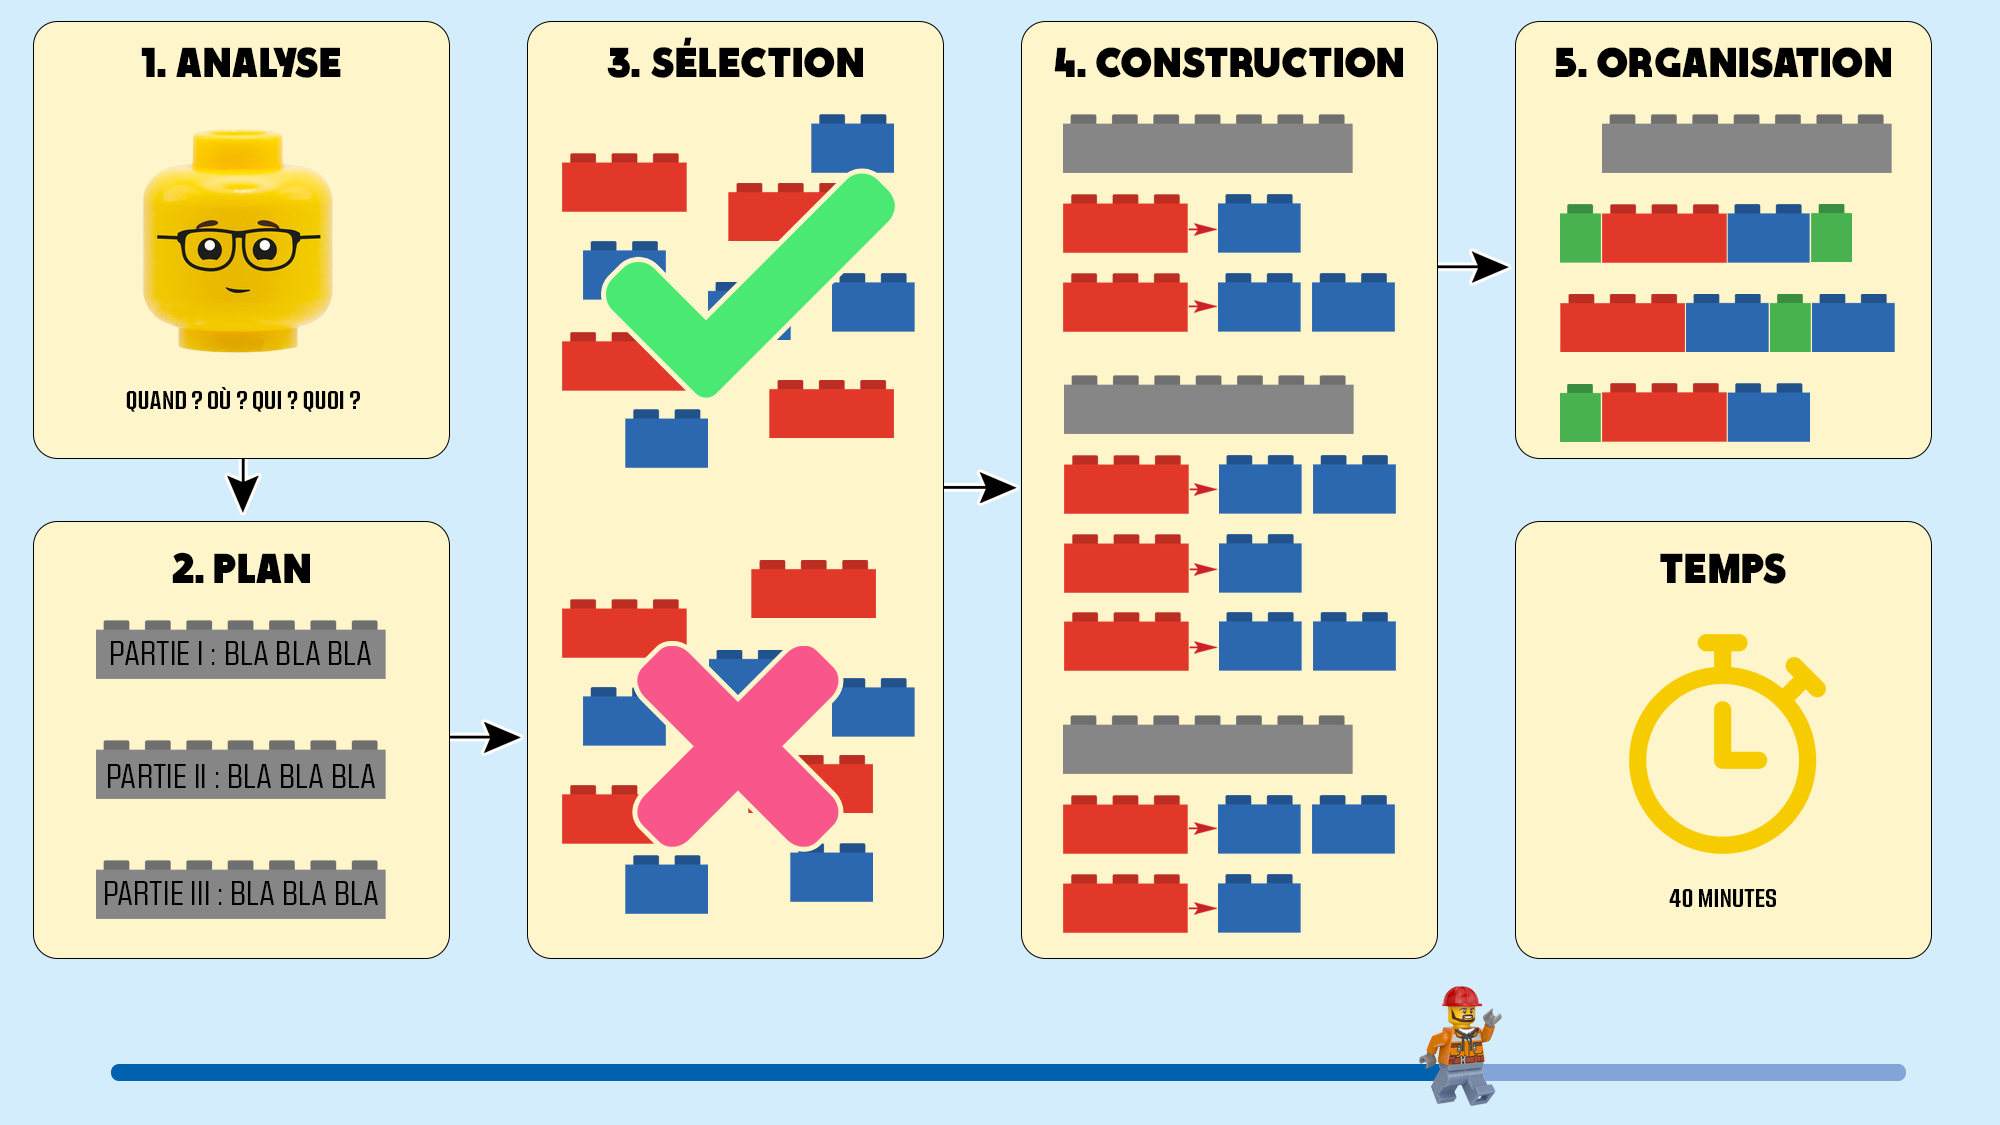 1. ANALYSE
QUAND ? OÙ ? QUI ? QUOI ?
2. PLAN
PARTIE I : BLA BLA BLA
PARTIE II : BLA BLA BLA
PARTIE III : BLA BLA BLA
3. SÉLECTION
4. CONSTRUCTION
5. ORGANISATION
TEMPS
40 MINUTES